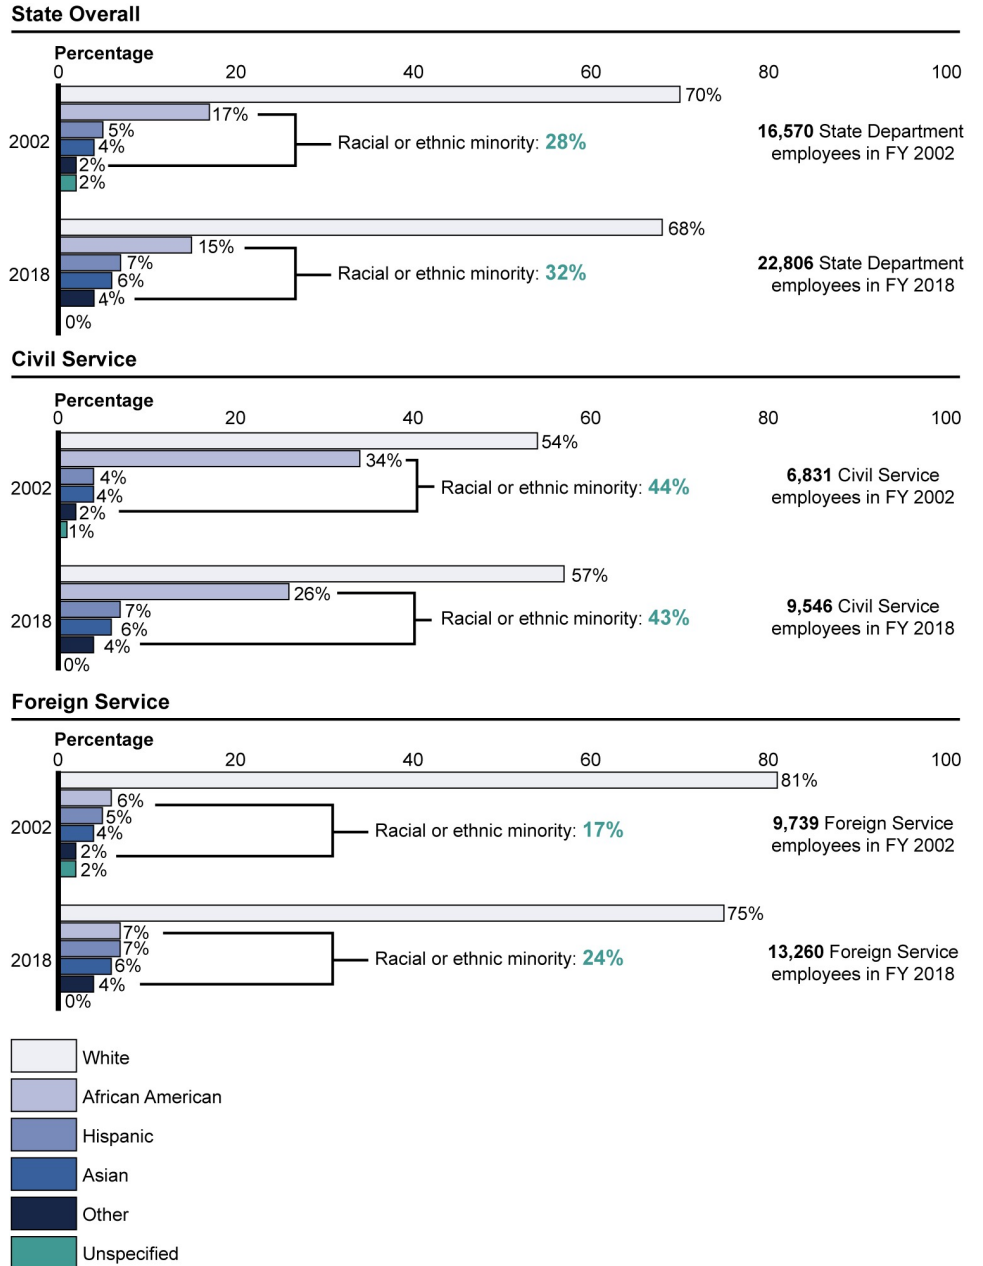 State Overall
Percentage
0 20 40 60 80 100
70%
17%
5%
4%
2%
2%
2002
Racial or ethnic minority: 28%
16,570 State Department
employees in FY 2002
68%
15%
7%
6%
4%
0%
2018
Racial or ethnic minority: 32%
22,806 State Department
employees in FY 2018
Civil Service
Percentage
0 20 40 60 80 100
54%
34%
4%
4%
2%
1%
2002
Racial or ethnic minority: 44%
6,831 Civil Service
employees in FY 2002
57%
26%
7%
6%
4%
0%
2018
Racial or ethnic minority: 43%
9,546 Civil Service
employees in FY 2018
Foreign Service
Percentage
0 20 40 60 80 100
81%
6%
5%
4%
2%
2%
2002
Racial or ethnic minority: 17%
9,739 Foreign Service
employees in FY 2002
75%
7%
7%
6%
4%
0%
2018
Racial or ethnic minority: 24%
13,260 Foreign Service
employees in FY 2018
White
African American
Hispanic
Asian
Other
Unspecified